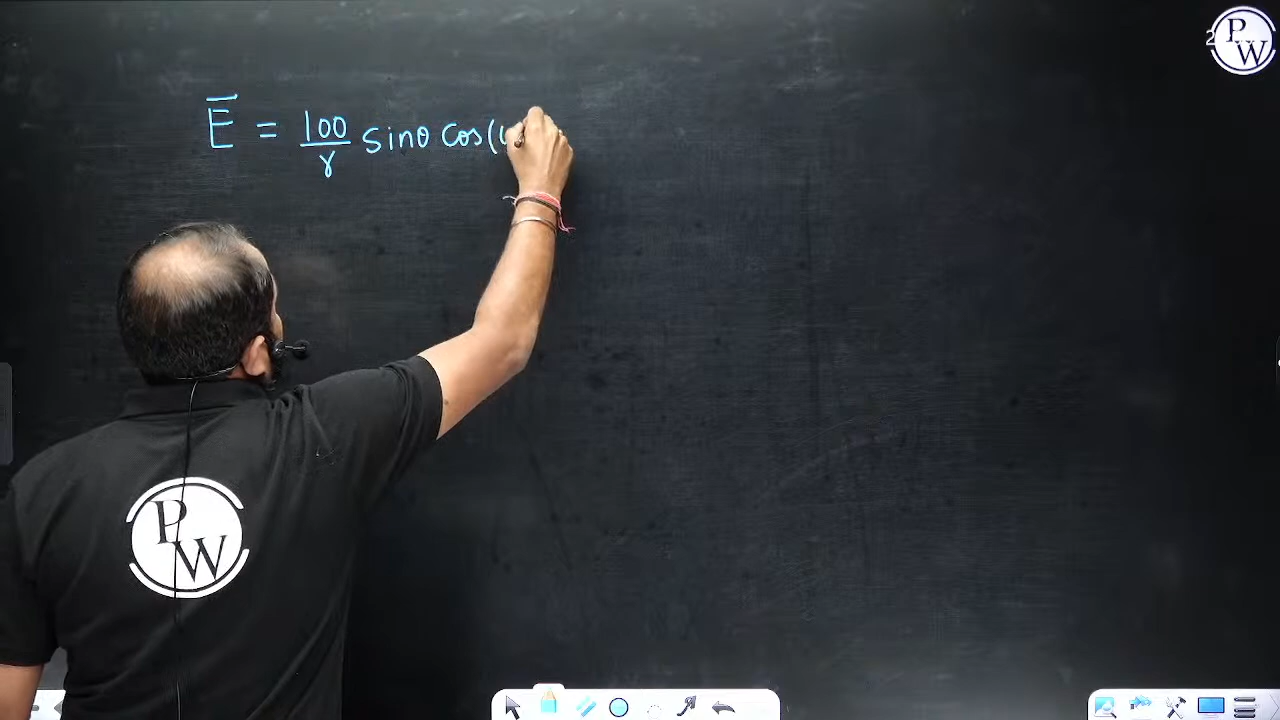 E̅ = 100/r sinθ cos(
PW
PW